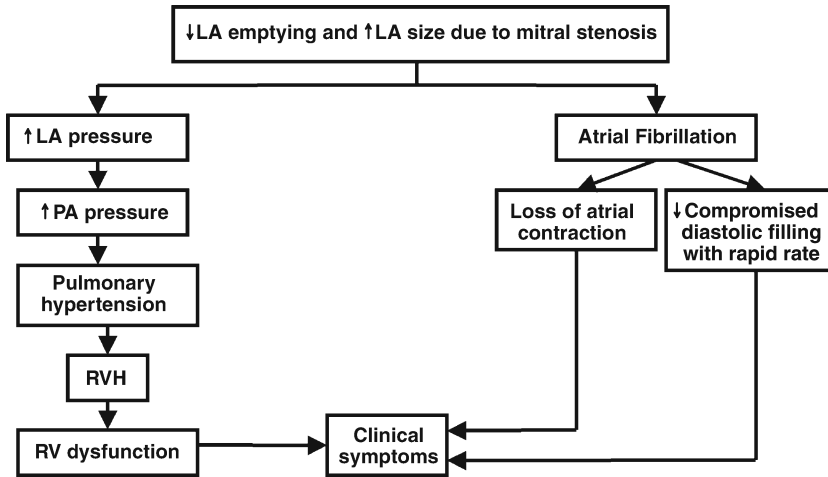 ↓LA emptying and ↑LA size due to mitral stenosis
↑LA pressure
Atrial Fibrillation
↑PA pressure
Loss of atrial
contraction
↓Compromised
diastolic filling
with rapid rate
Pulmonary
hypertension
RVH
RV dysfunction
Clinical
symptoms